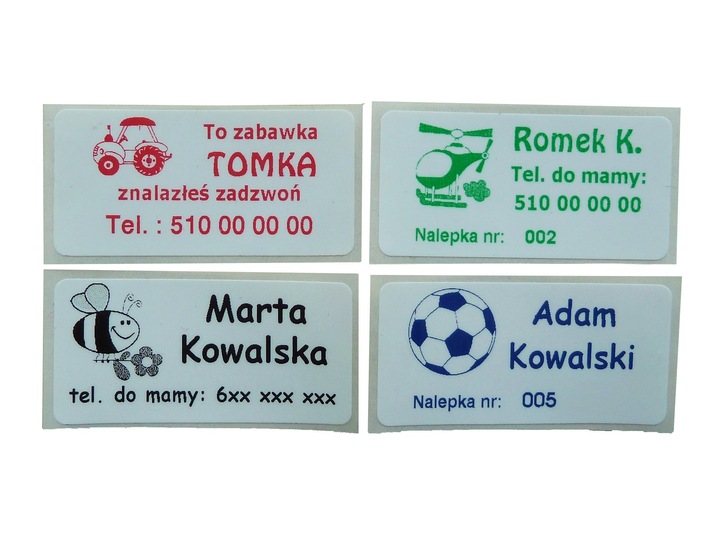 To zabawka
TOMKA
znalazłeś zadzwoń
Tel. : 510 00 00 00
Romek K.
Tel. do mamy:
510 00 00 00
Nalepka nr: 002
Marta
Kowalska
tel. do mamy: 6xx xxx xxx
Adam
Kowalski
Nalepka nr: 005